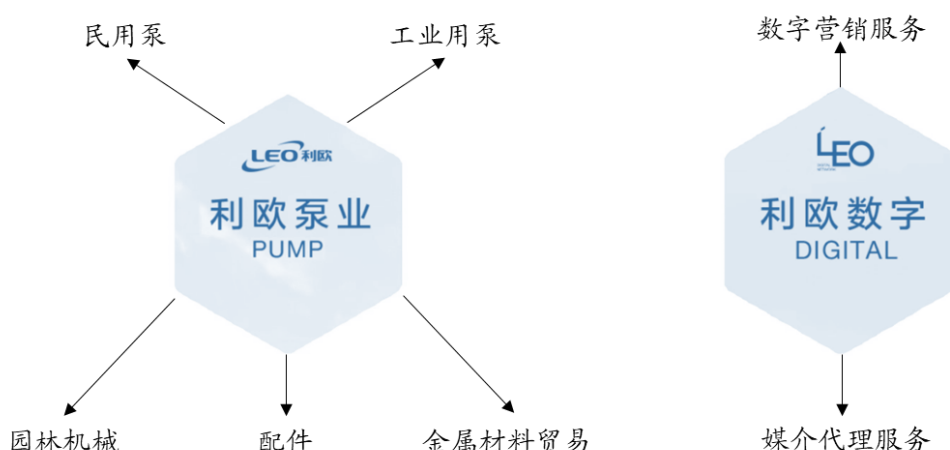 民用泵
工业用泵
数字营销服务
LEO利欧
利欧泵业
PUMP
LEO
利欧数字
DIGITAL
园林机械
配件
金属材料贸易
媒介代理服务